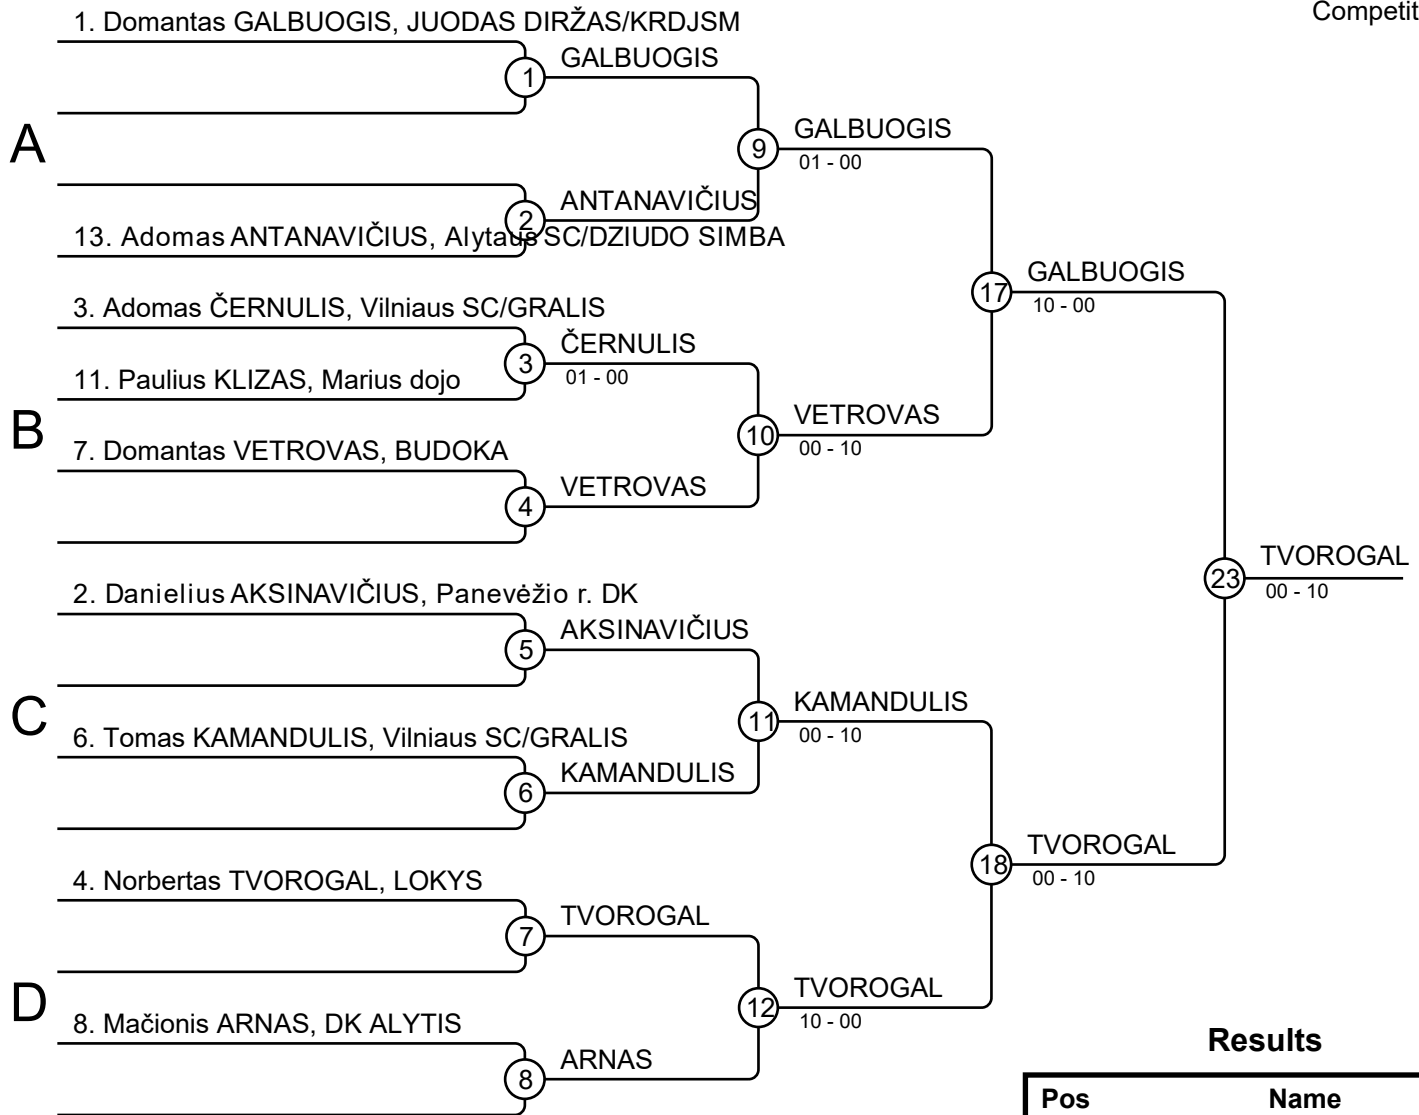 Competit
1. Domantas GALBUOGIS, JUODAS DIRŽAS/KRDJSM
GALBUOGIS
1
A
GALBUOGIS
9
01 - 00
ANTANAVIČIUS
2
13. Adomas ANTANAVIČIUS, Alytaus SC/DZIUDO SIMBA
GALBUOGIS
17
10 - 00
3. Adomas ČERNULIS, Vilniaus SC/GRALIS
ČERNULIS
3
01 - 00
11. Paulius KLIZAS, Marius dojo
B
VETROVAS
10
00 - 10
7. Domantas VETROVAS, BUDOKA
VETROVAS
4
TVOROGAL
23
00 - 10
2. Danielius AKSINAVIČIUS, Panevėžio r. DK
AKSINAVIČIUS
5
C
KAMANDULIS
11
00 - 10
6. Tomas KAMANDULIS, Vilniaus SC/GRALIS
KAMANDULIS
6
TVOROGAL
18
00 - 10
4. Norbertas TVOROGAL, LOKYS
TVOROGAL
7
D
TVOROGAL
12
10 - 00
8. Mačionis ARNAS, DK ALYTIS
ARNAS
8
Results
Pos Name